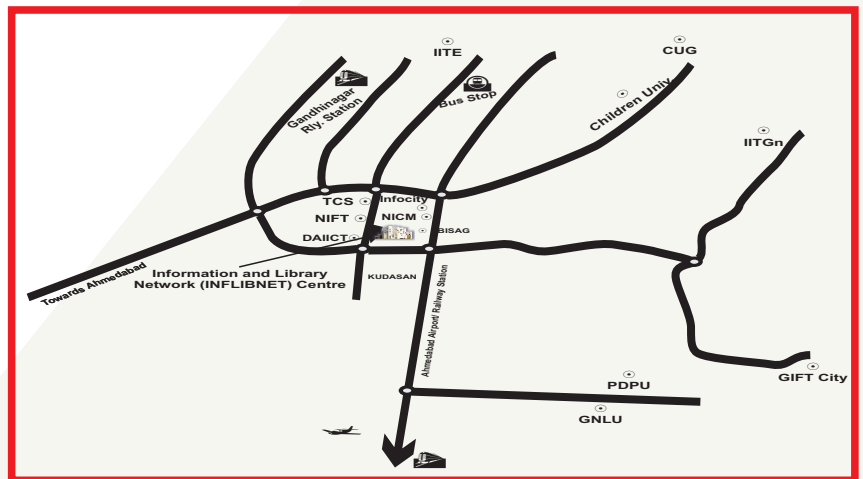 IITE
CUG
Gandhinagar
Rly. Station
Bus Stop
Children Univ.
IITGn
TCS
Infocity
NIFT
NICM
DAIICT
BISAG
Towards Ahmedabad
Information and Library
Network (INFLIBNET) Centre
KUDASAN
Ahmedabad Airport/ Railway Station
GIFT City
PDPU
GNLU